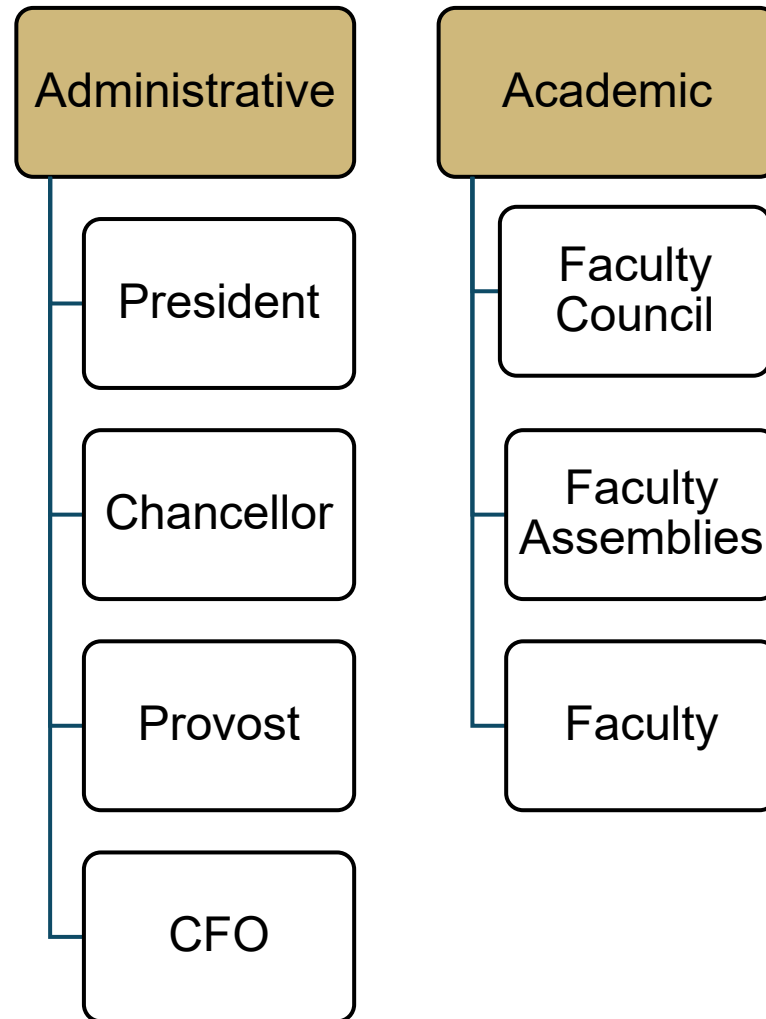 Administrative
President
Chancellor
Provost
CFO
Academic
Faculty
Council
Faculty
Assemblies
Faculty